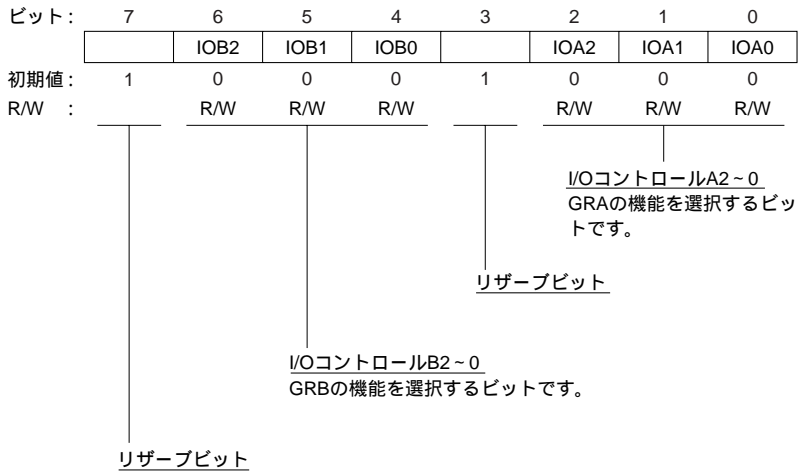 ビット： 7 6 5 4 3 2 1 0
IOB2 IOB1 IOB0 IOA2 IOA1 IOA0
初期値： 1 0 0 0 1 0 0 0
R/W ： R/W R/W R/W R/W R/W R/W
I/OコントロールA2~0
GRAの機能を選択するビッ
トです。
リザーブビット
I/OコントロールB2~0
GRBの機能を選択するビットです。
リザーブビット